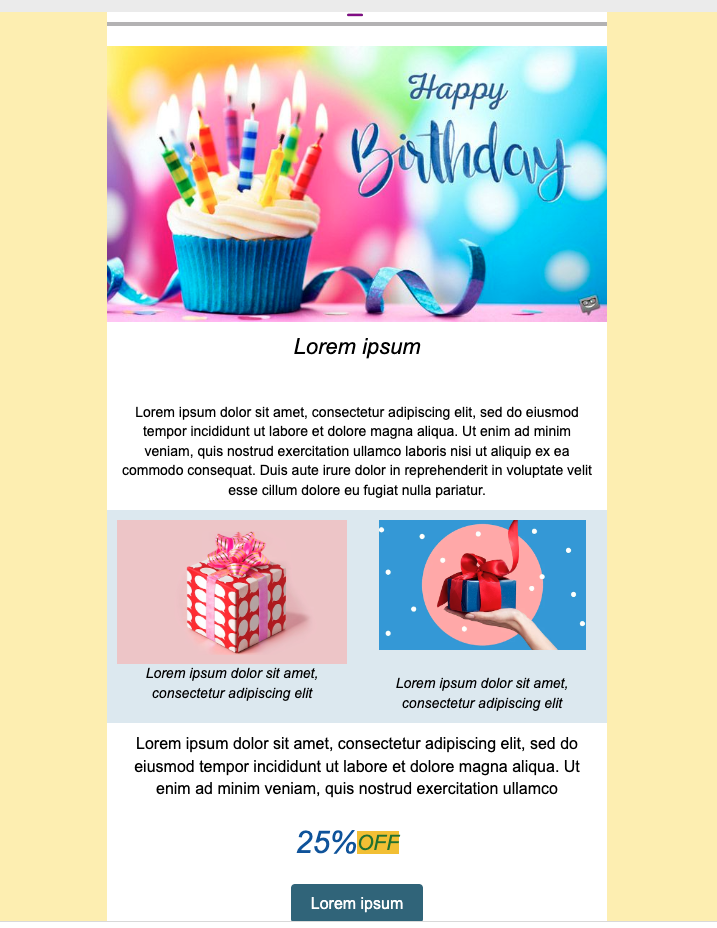 Happy
Birthday
Lorem ipsum
Lorem ipsum dolor sit amet, consectetur adipiscing elit, sed do eiusmod
tempor incididunt ut labore et dolore magna aliqua. Ut enim ad minim
veniam, quis nostrud exercitation ullamco laboris nisi ut aliquip ex ea
commodo consequat. Duis aute irure dolor in reprehenderit in voluptate velit
esse cillum dolore eu fugiat nulla pariatur.
Lorem ipsum dolor sit amet,
consectetur adipiscing elit
Lorem ipsum dolor sit amet,
consectetur adipiscing elit
Lorem ipsum dolor sit amet, consectetur adipiscing elit, sed do
eiusmod tempor incididunt ut labore et dolore magna aliqua. Ut
enim ad minim veniam, quis nostrud exercitation ullamco
25%OFF
Lorem ipsum